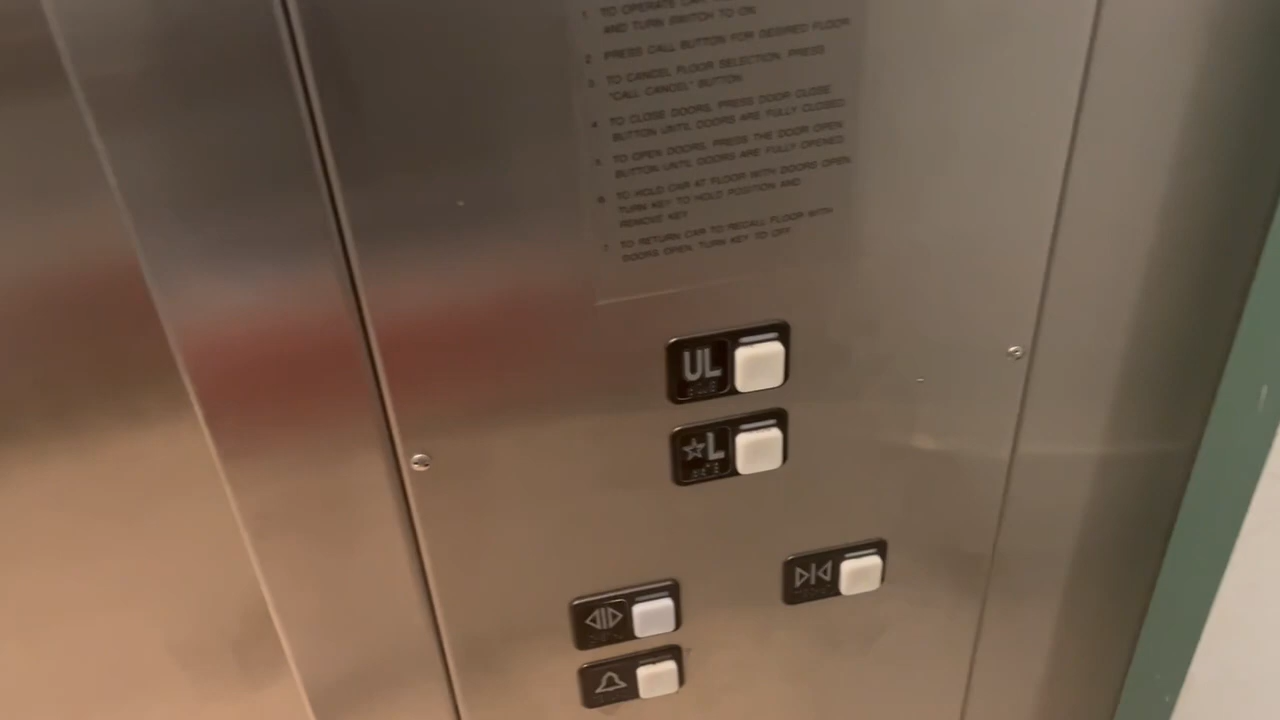 1 TO OPERATE CAR,
AND TURN SWITCH TO ON
2 PRESS CALL BUTTON FOR DESIRED FLOOR
3 TO CANCEL FLOOR SELECTION, PRESS
"CALL CANCEL" BUTTON
4 TO CLOSE DOORS, PRESS DOOR CLOSE
BUTTON UNTIL DOORS ARE FULLY CLOSED
5 TO OPEN DOORS, PRESS THE DOOR OPEN
BUTTON UNTIL DOORS ARE FULLY OPENED
6 TO HOLD CAR AT FLOOR WITH DOORS OPEN
TURN KEY TO HOLD POSITION AND
REMOVE KEY
7 TO RETURN CAR TO RECALL FLOOR WITH
DOORS OPEN, TURN KEY TO OFF
UL
☆L